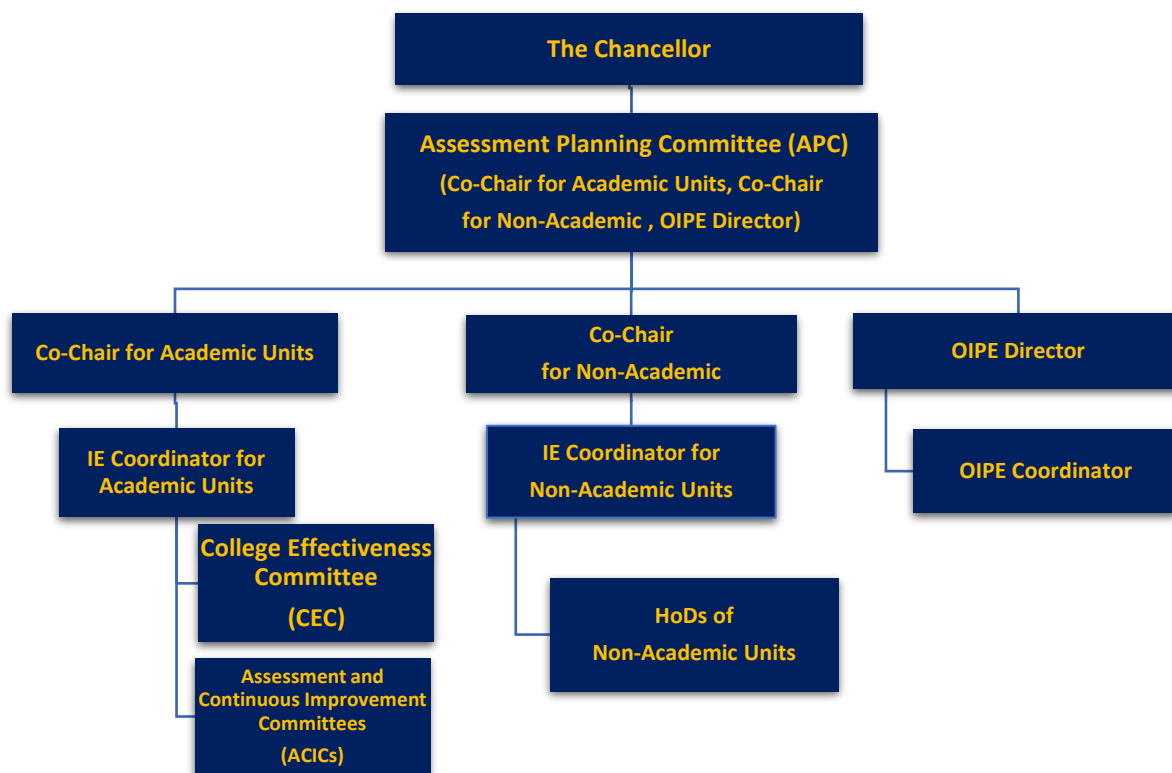 The Chancellor
Assessment Planning Committee (APC)
(Co-Chair for Academic Units, Co-Chair
for Non-Academic , OIPE Director)
Co-Chair for Academic Units
Co-Chair
for Non-Academic
OIPE Director
IE Coordinator for
Academic Units
IE Coordinator for
Non-Academic Units
OIPE Coordinator
College Effectiveness
Committee
(CEC)
HoDs of
Non-Academic Units
Assessment and
Continuous Improvement
Committees
(ACICs)